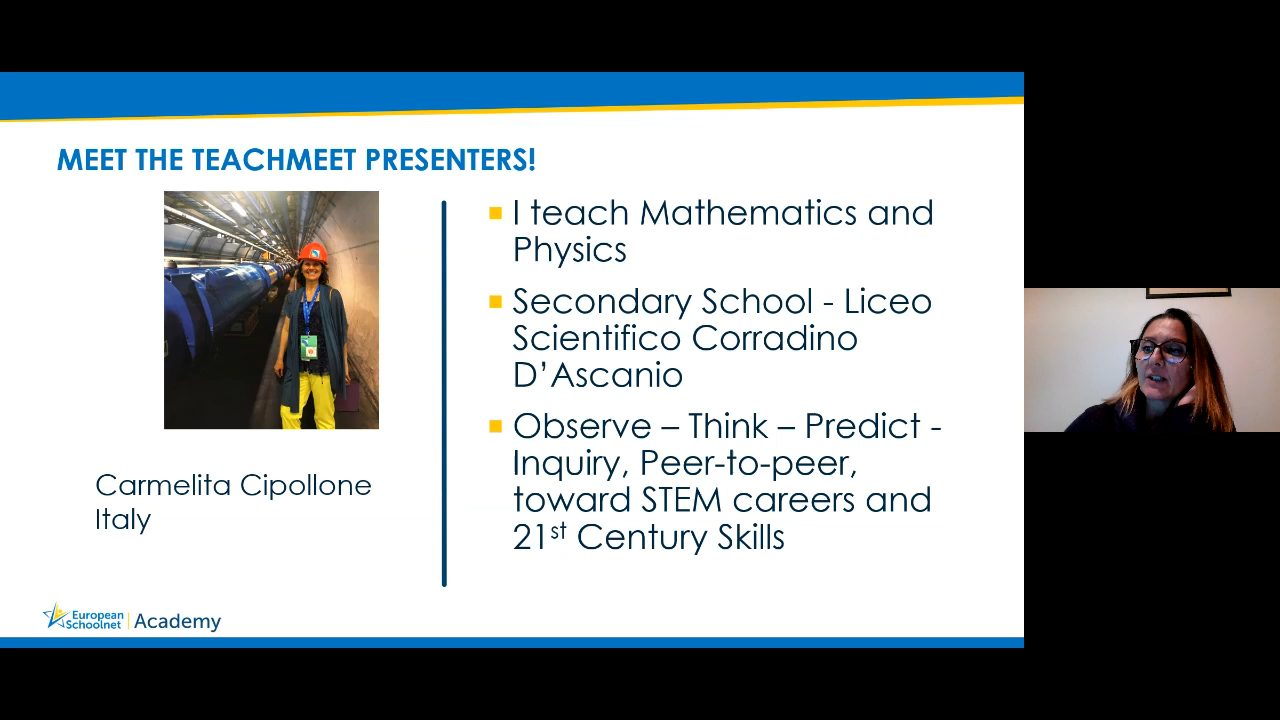 MEET THE TEACHMEET PRESENTERS!
Carmelita Cipollone
Italy
I teach Mathematics and
Physics
Secondary School - Liceo
Scientifico Corradino
D’Ascanio
Observe – Think – Predict -
Inquiry, Peer-to-peer,
toward STEM careers and
21st Century Skills
European
Schoolnet
Academy